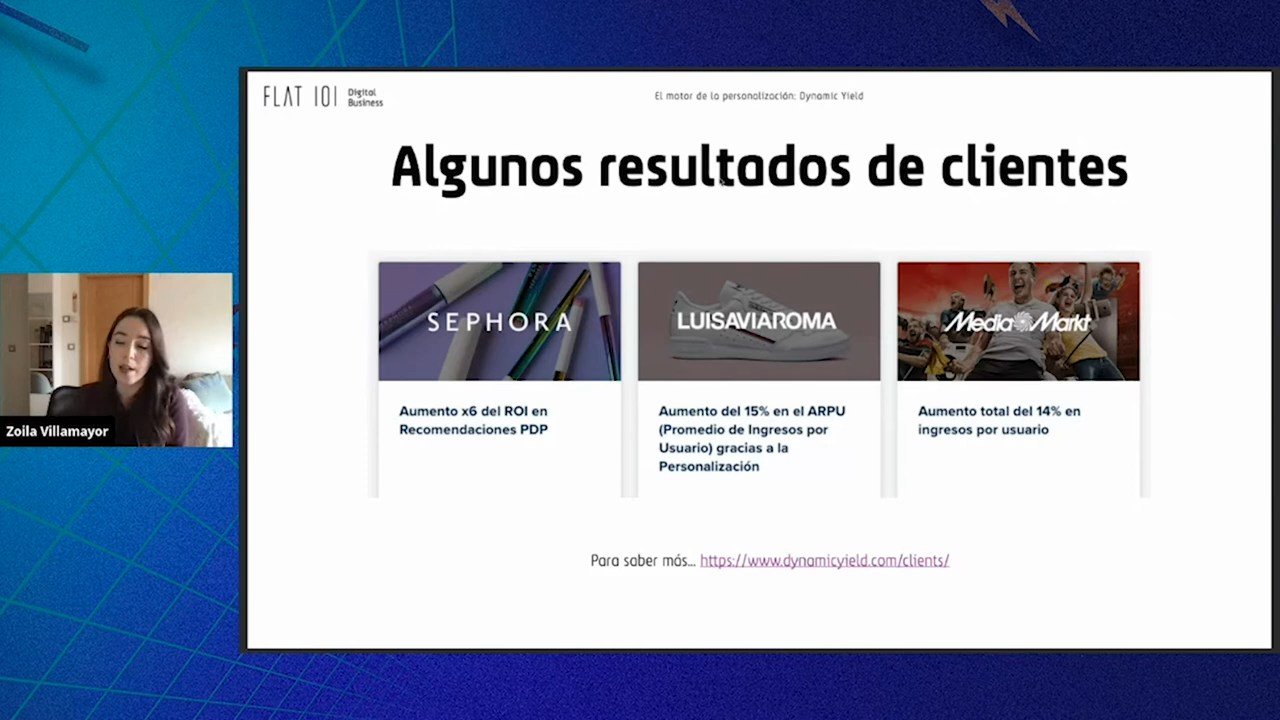 FLAT 101 Digital Business
El motor de la personalización: Dynamic Yield
Algunos resultados de clientes
SEPHORA
Aumento x6 del ROI en
Recomendaciones PDP
LUISAVIAROMA
Aumento del 15% en el ARPU
(Promedio de Ingresos por
Usuario) gracias a la
Personalización
Media Markt
Aumento total del 14% en
ingresos por usuario
Para saber más... https://www.dynamicyield.com/clients/
Zoila Villamayor